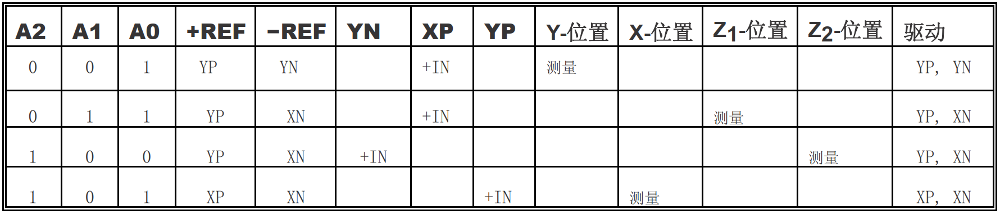 A2 A1 A0 +REF −REF YN XP YP Y-位置 X-位置 Z1-位置 Z2-位置 驱动
0 0 1 YP YN +IN 测量 YP, YN
0 1 1 YP XN +IN 测量 YP, XN
1 0 0 YP XN +IN 测量 YP, XN
1 0 1 XP XN +IN 测量 XP, XN